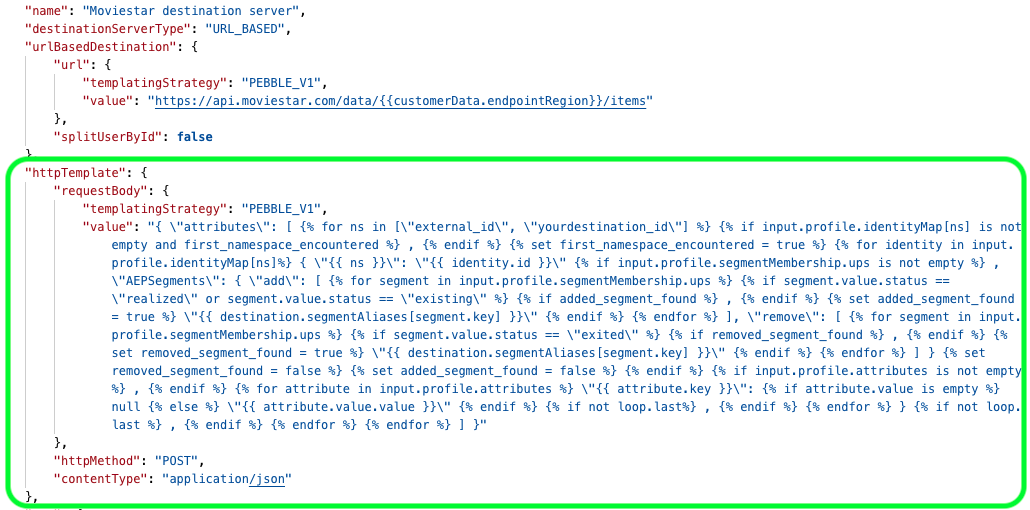 "name": "Moviestar destination server",
"destinationServerType": "URL_BASED",
"urlBasedDestination": {
"url": {
"templatingStrategy": "PEBBLE_V1",
"value": "https://api.moviestar.com/data/{{customerData.endpointRegion}}/items"
},
"splitUserById": false
}
"httpTemplate": {
"requestBody": {
"templatingStrategy": "PEBBLE_V1",
"value": "{ \"attributes\": [ {% for ns in [\"external_id\", \"yourdestination_id\"] %} {% if input.profile.identityMap[ns] is not
empty and first_namespace_encountered %} , {% endif %} {% set first_namespace_encountered = true %} {% for identity in input.
profile.identityMap[ns]%} { \"{{ ns }}\": \"{{ identity.id }}\" {% if input.profile.segmentMembership.ups is not empty %} ,
\"AEPSegments\": { \"add\": [ {% for segment in input.profile.segmentMembership.ups %} {% if segment.value.status ==
\"realized\" or segment.value.status == \"existing\" %} {% if added_segment_found %} , {% endif %} {% set added_segment_found
= true %} \"{{ destination.segmentAliases[segment.key] }}\" {% endif %} {% endfor %} ], \"remove\": [ {% for segment in input.
profile.segmentMembership.ups %} {% if segment.value.status == \"exited\" %} {% if removed_segment_found %} , {% endif %} {%
set removed_segment_found = true %} \"{{ destination.segmentAliases[segment.key] }}\" {% endif %} {% endfor %} ] } {% set
removed_segment_found = false %} {% set added_segment_found = false %} {% endif %} {% if input.profile.attributes is not empty
%} , {% endif %} {% for attribute in input.profile.attributes %} \"{{ attribute.key }}\": {% if attribute.value is empty %}
null {% else %} \"{{ attribute.value.value }}\" {% endif %} {% if not loop.last%} , {% endif %} {% endfor %} } {% if not loop.
last %} , {% endif %} {% endfor %} {% endfor %} ] }"
},
"httpMethod": "POST",
"contentType": "application/json"
},